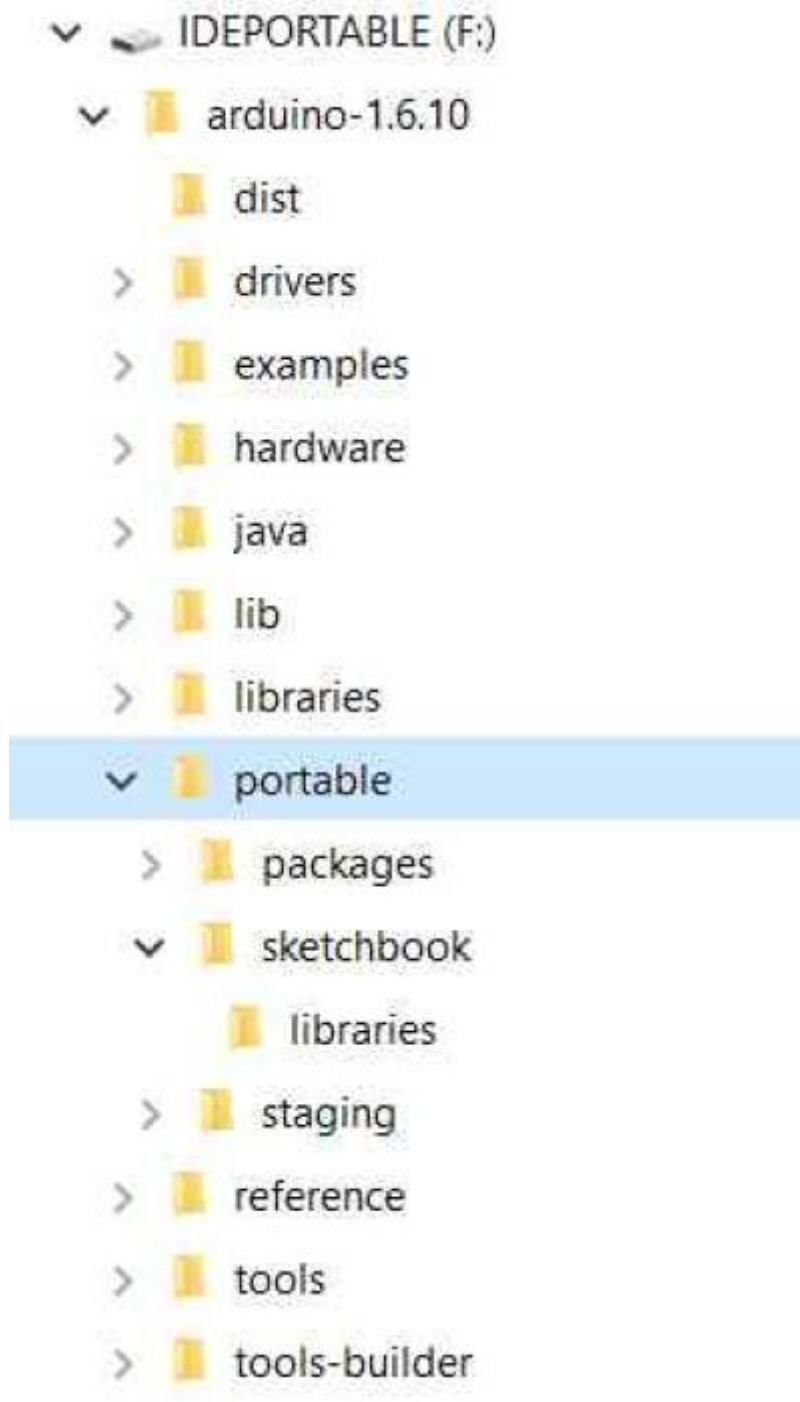 IDEPORTABLE (F:)
arduino-1.6.10
dist
drivers
examples
hardware
java
lib
libraries
portable
packages
sketchbook
libraries
staging
reference
tools
tools-builder